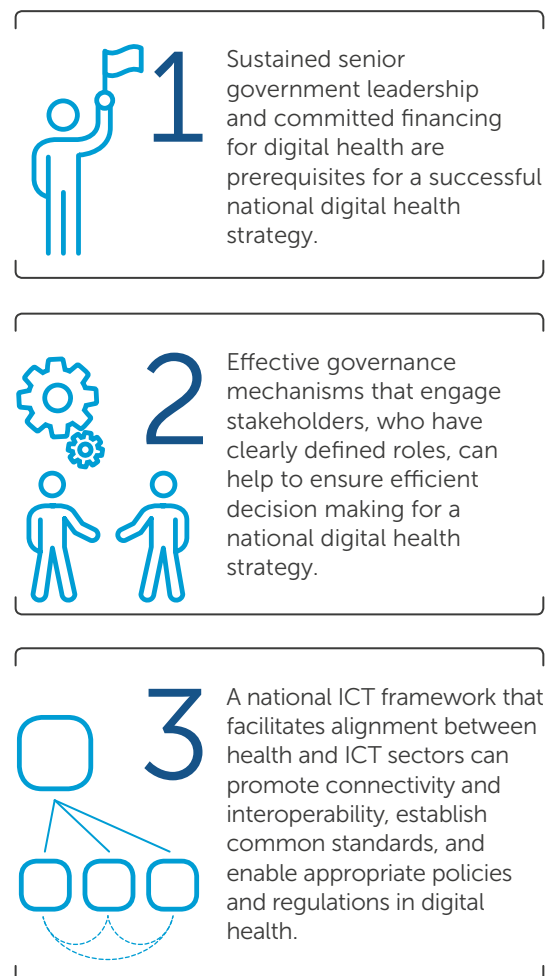 1
Sustained senior
government leadership
and committed financing
for digital health are
prerequisites for a successful
national digital health
strategy.
2
Effective governance
mechanisms that engage
stakeholders, who have
clearly defined roles, can
help to ensure efficient
decision making for a
national digital health
strategy.
3
A national ICT framework that
facilitates alignment between
health and ICT sectors can
promote connectivity and
interoperability, establish
common standards, and
enable appropriate policies
and regulations in digital
health.